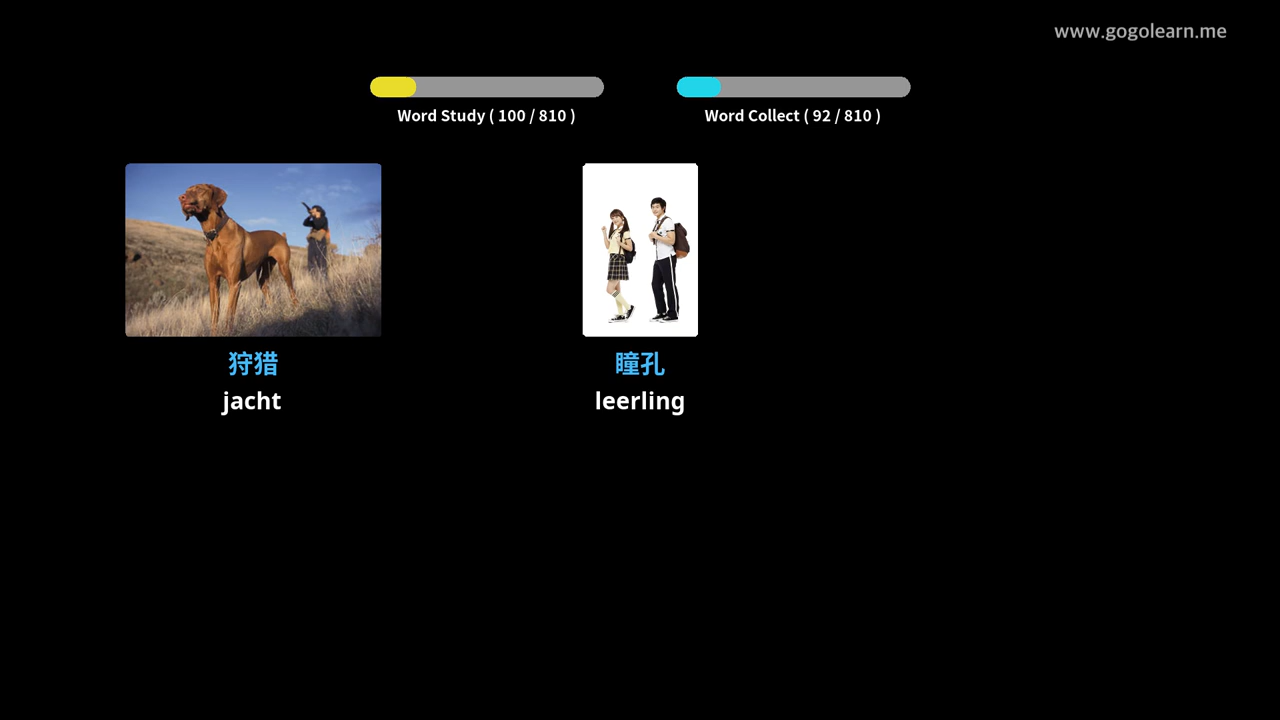 www.gogolearn.me
Word Study ( 100 / 810 )
Word Collect ( 92 / 810 )
狩猎
jacht
瞳孔
leerling